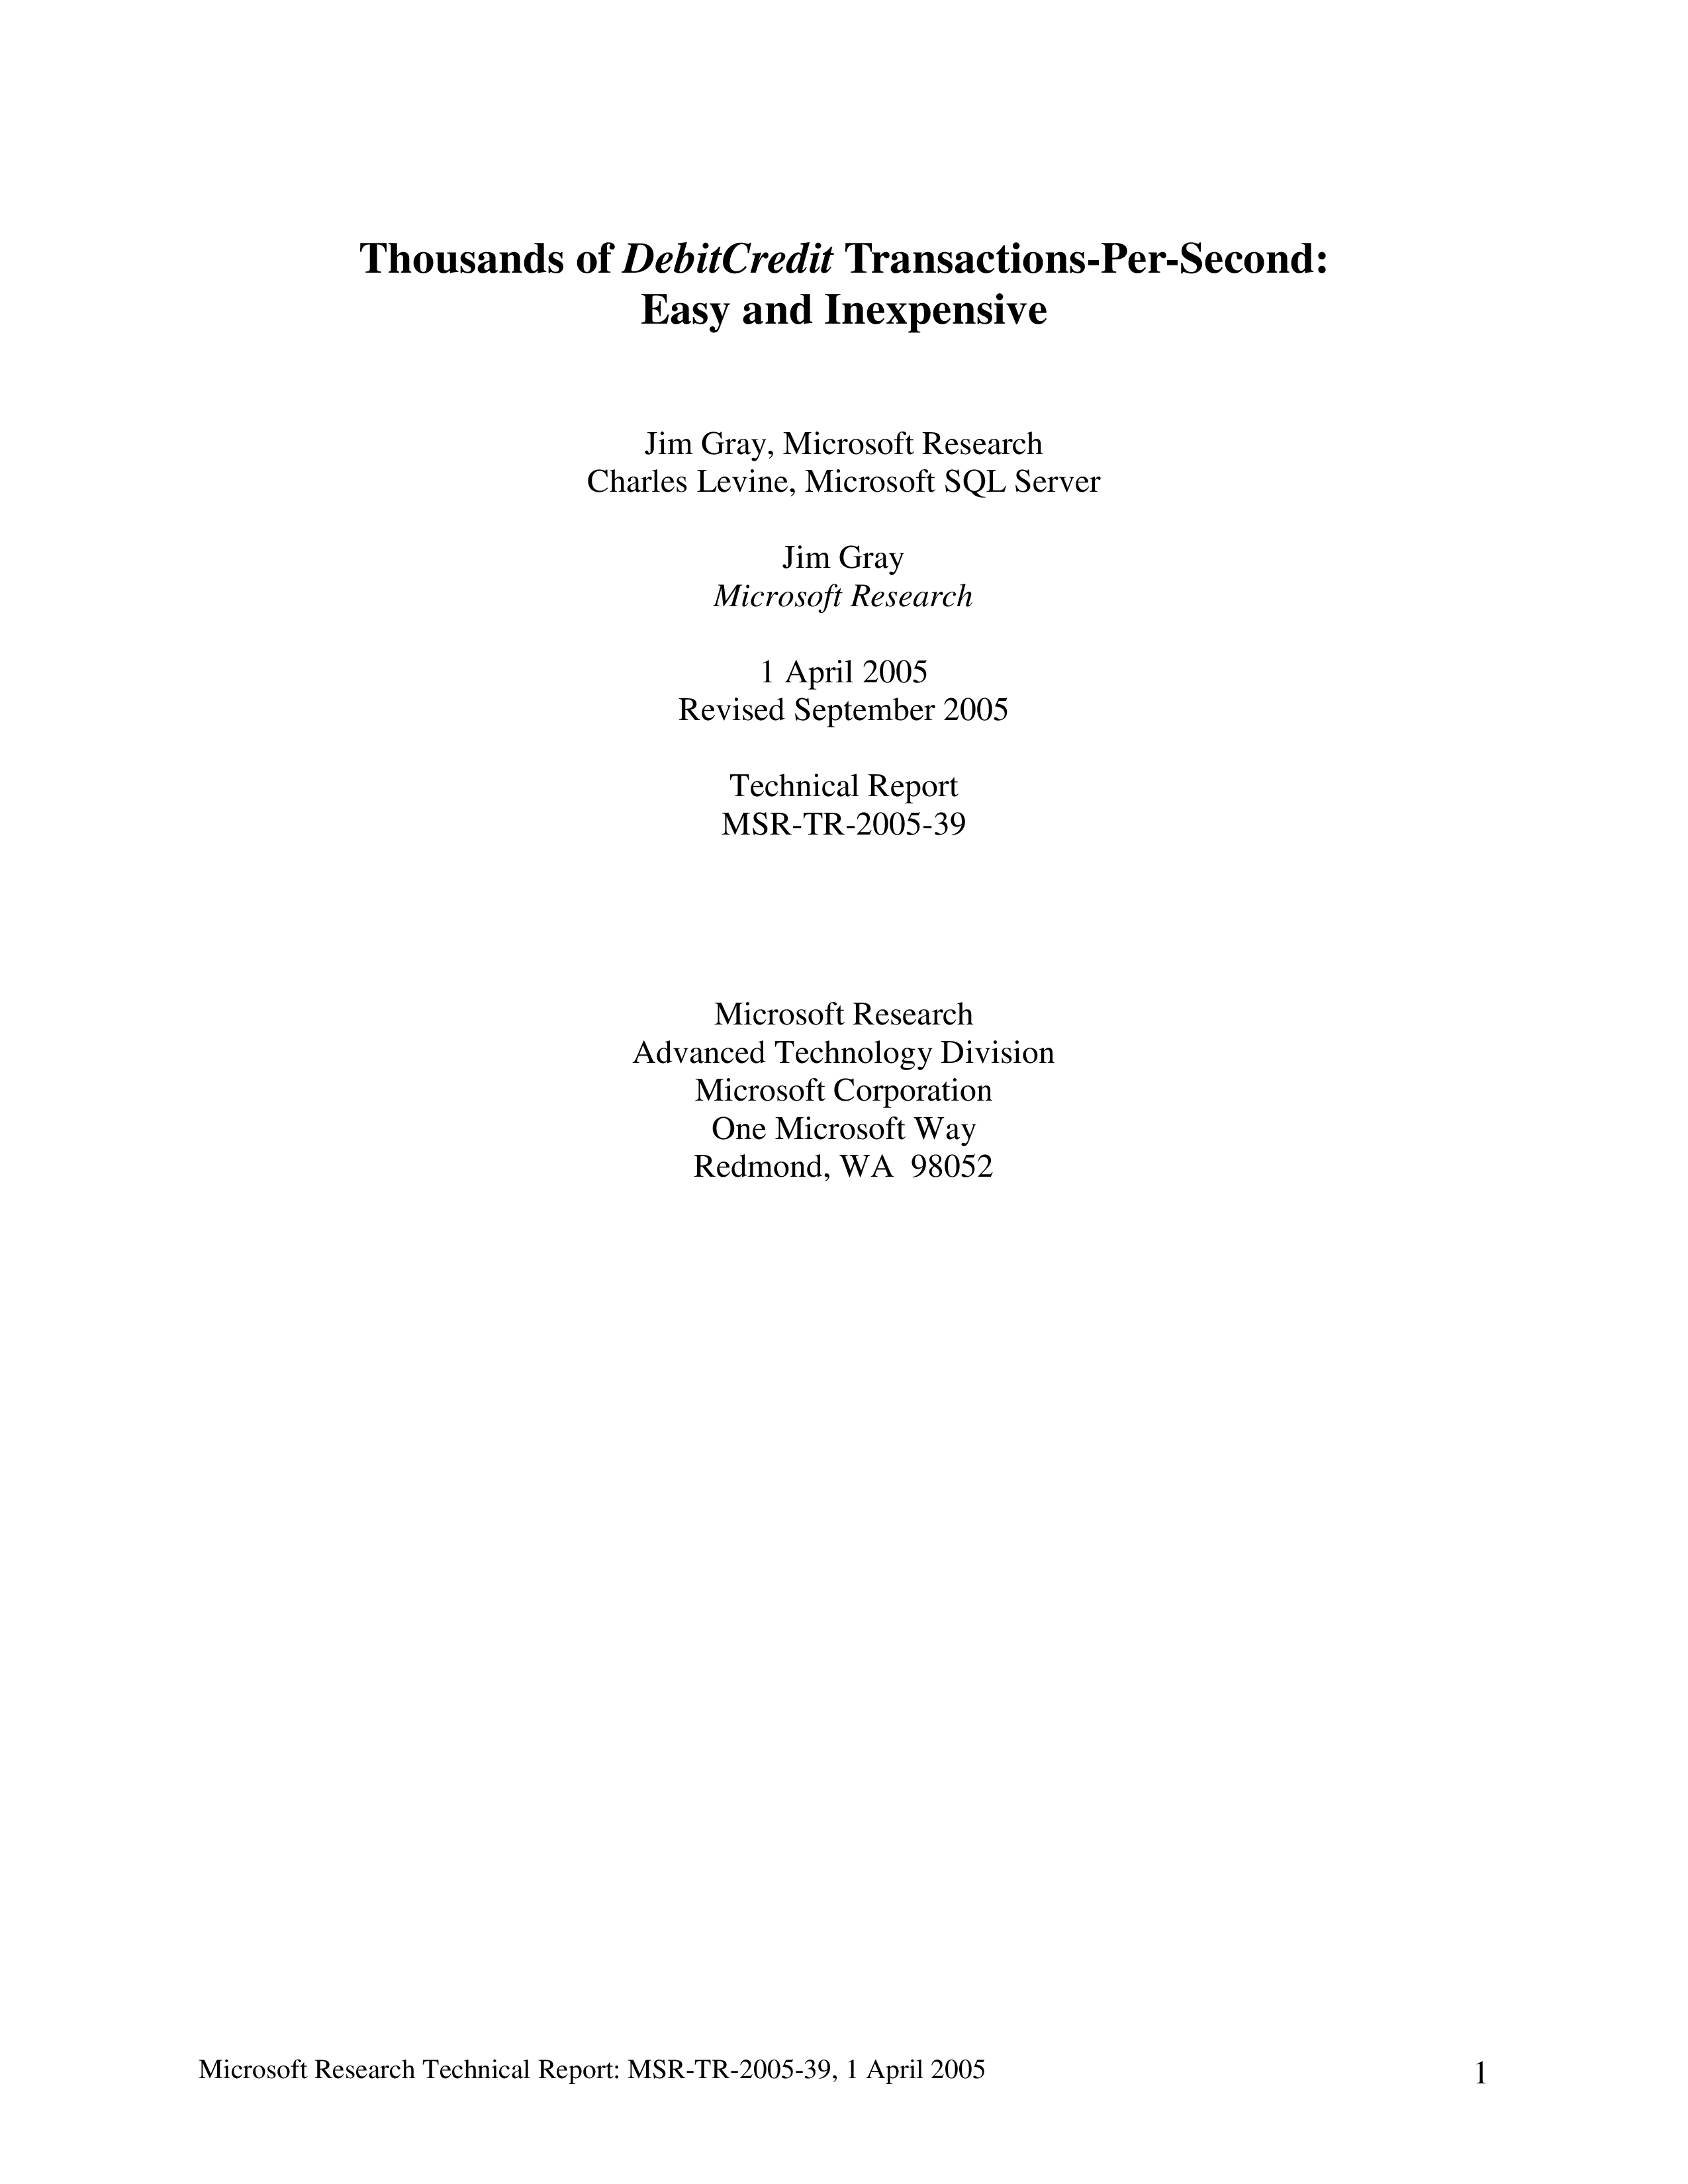 Thousands of DebitCredit Transactions-Per-Second:
Easy and Inexpensive
Jim Gray, Microsoft Research
Charles Levine, Microsoft SQL Server
Jim Gray
Microsoft Research
1 April 2005
Revised September 2005
Technical Report
MSR-TR-2005-39
Microsoft Research
Advanced Technology Division
Microsoft Corporation
One Microsoft Way
Redmond, WA  98052
Microsoft Research Technical Report: MSR-TR-2005-39, 1 April 2005 1